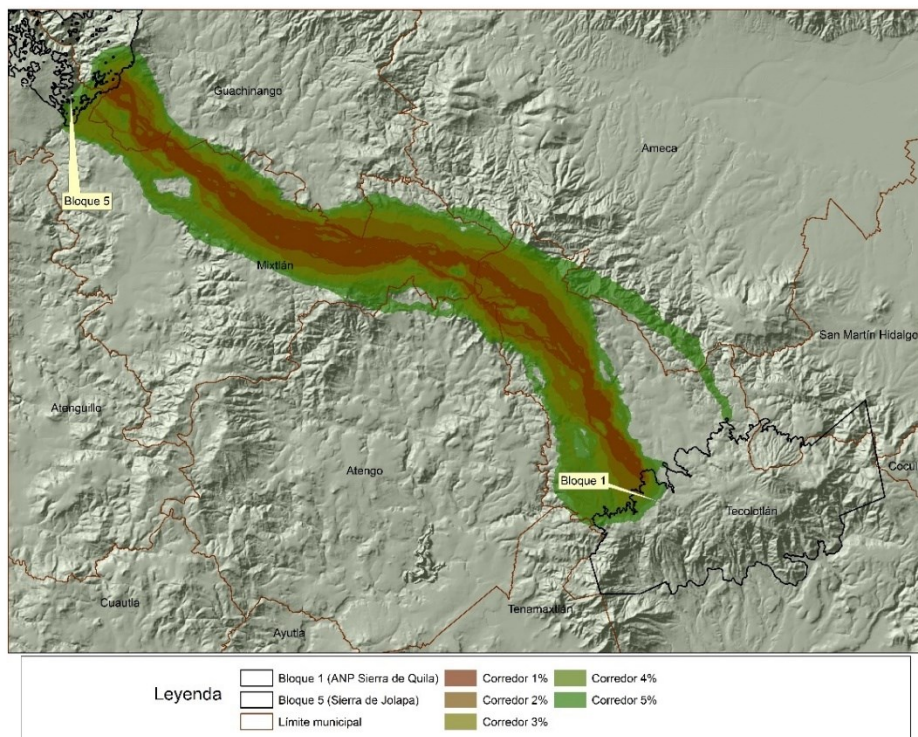 Guachinango
Ameca
Bloque 5
Mixtlán
San Martín Hidalgo
Atenguillo
Atengo
Bloque 1
Cocul
Tecolotlán
Cuautla
Tenamaxtlán
Ayutla
Leyenda
Bloque 1 (ANP Sierra de Quila)
Bloque 5 (Sierra de Jolapa)
Límite municipal
Corredor 1%
Corredor 2%
Corredor 3%
Corredor 4%
Corredor 5%